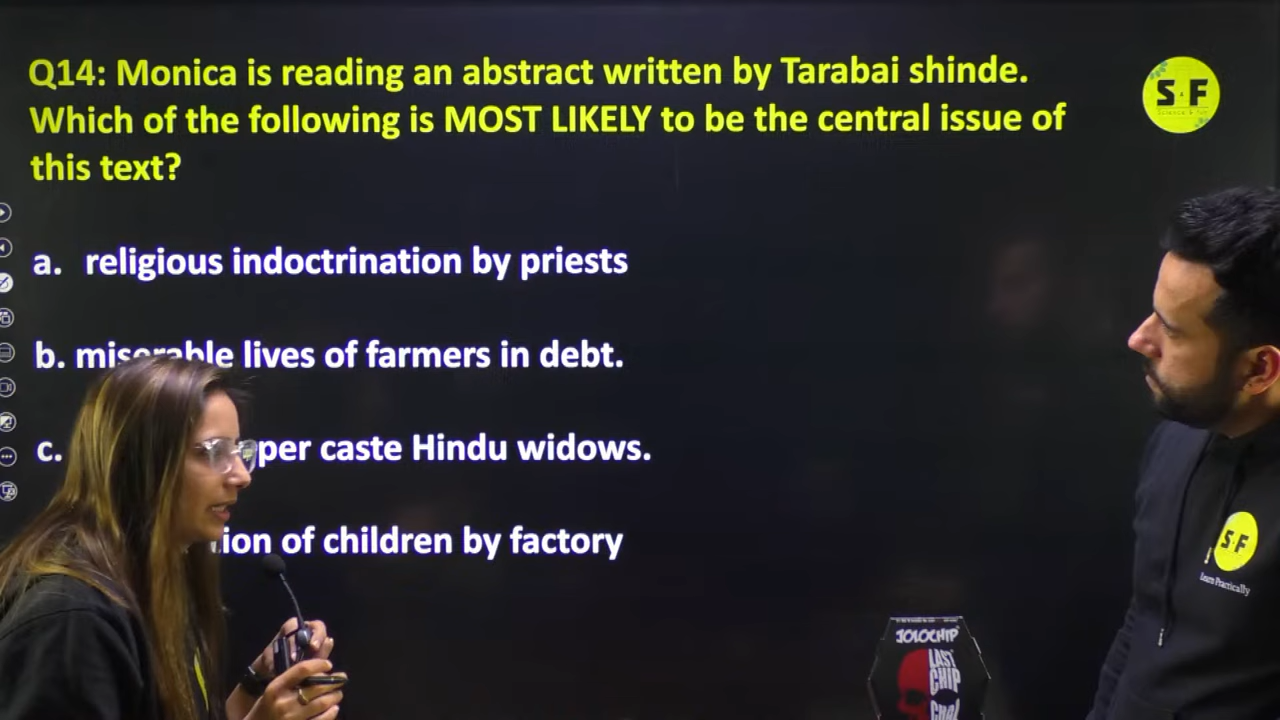 Q14: Monica is reading an abstract written by Tarabai shinde.
Which of the following is MOST LIKELY to be the central issue of
this text?
S F
a. religious indoctrination by priests
b. miserable lives of farmers in debt.
c. per caste Hindu widows.
ion of children by factory
S F
Learn Practically
JOLOCHIP
LAST
CHIP